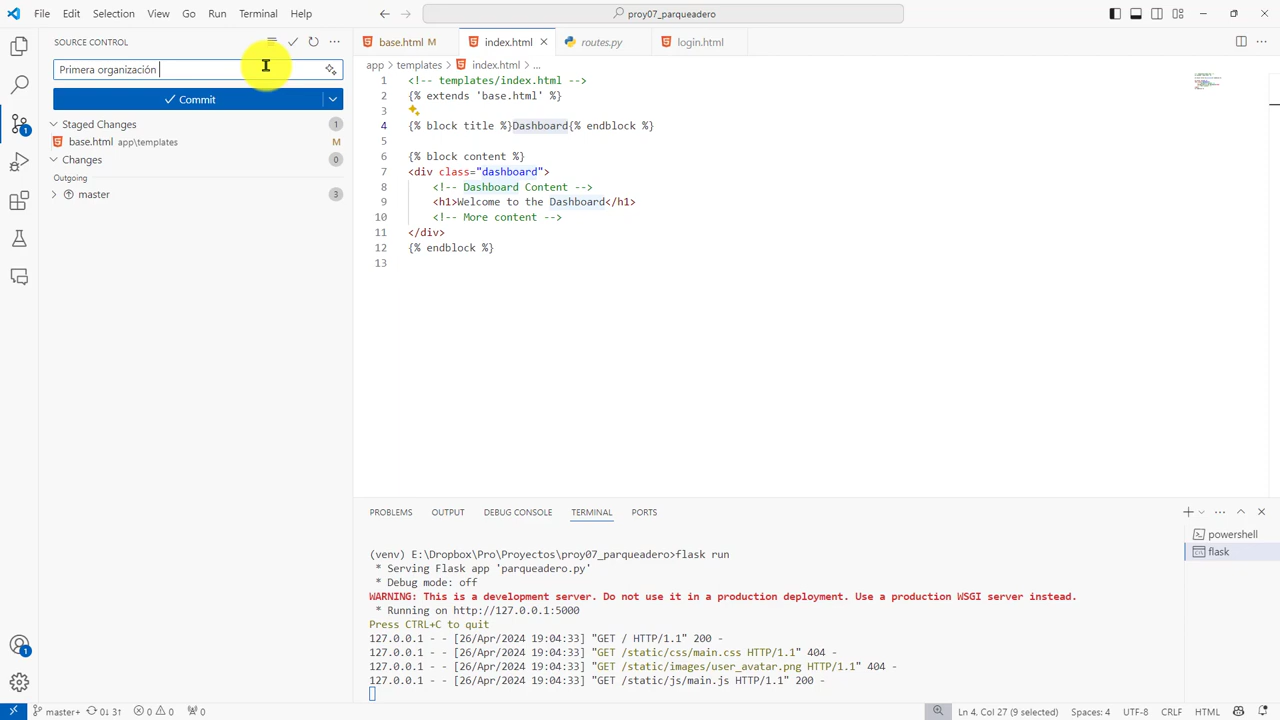 File Edit Selection View Go Run Terminal Help
proy07_parqueadero
SOURCE CONTROL
base.html M
index.html
routes.py
login.html
Primera organización
Commit
Staged Changes 1
base.html app\templates M
Changes 0
Outgoing
master 3
1
1
app > templates > index.html > ...
1 <!-- templates/index.html -->
2 {% extends 'base.html' %}
3
4 {% block title %}Dashboard{% endblock %}
5
6 {% block content %}
7 <div class="dashboard">
8 <!-- Dashboard Content -->
9 <h1>Welcome to the Dashboard</h1>
10 <!-- More content -->
11 </div>
12 {% endblock %}
13
PROBLEMS OUTPUT DEBUG CONSOLE TERMINAL PORTS
powershell
flask
(venv) E:\Dropbox\Pro\Proyectos\proy07_parqueadero>flask run
* Serving Flask app 'parqueadero.py'
* Debug mode: off
WARNING: This is a development server. Do not use it in a production deployment. Use a production WSGI server instead.
* Running on http://127.0.0.1:5000
Press CTRL+C to quit
127.0.0.1 - - [26/Apr/2024 19:04:33] "GET / HTTP/1.1" 200 -
127.0.0.1 - - [26/Apr/2024 19:04:33] "GET /static/css/main.css HTTP/1.1" 404 -
127.0.0.1 - - [26/Apr/2024 19:04:33] "GET /static/images/user_avatar.png HTTP/1.1" 404 -
127.0.0.1 - - [26/Apr/2024 19:04:33] "GET /static/js/main.js HTTP/1.1" 200 -
master+ 0↓ 3↑ 0 0 0
Ln 4, Col 27 (9 selected) Spaces: 4 UTF-8 CRLF HTML